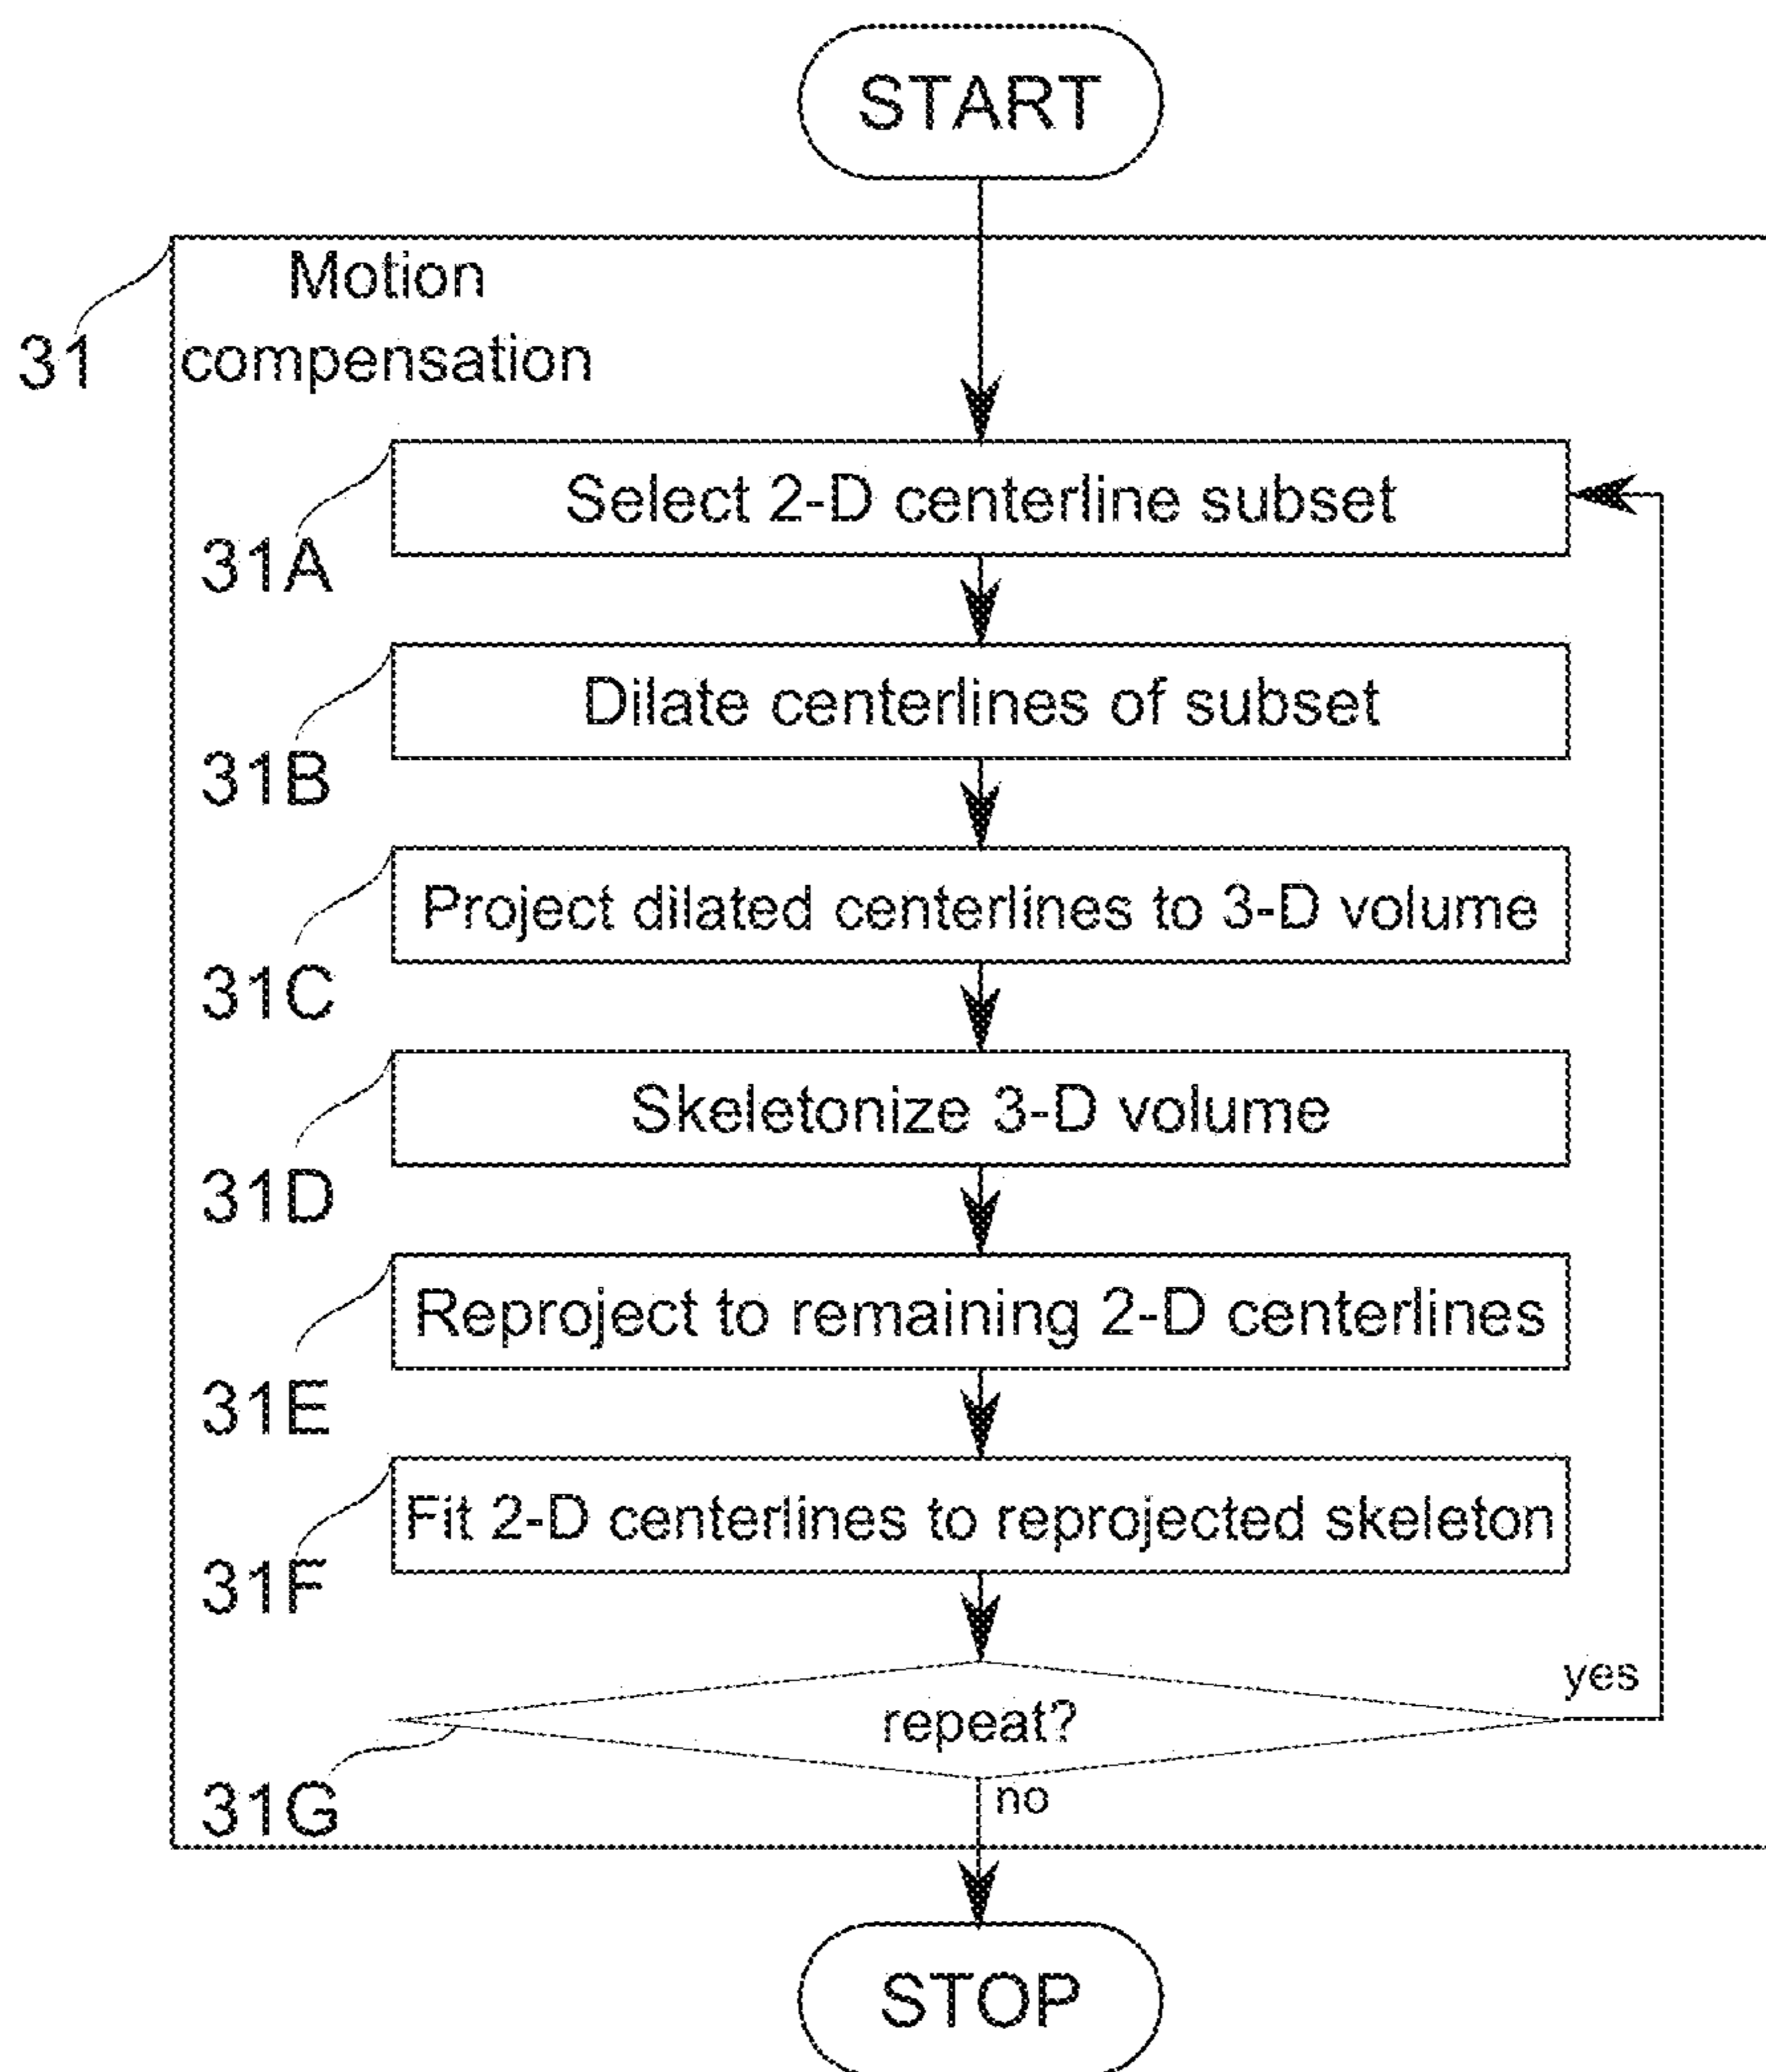 START
Motion
compensation
31
Select 2-D centerline subset
31A
Dilate centerlines of subset
31B
Project dilated centerlines to 3-D volume
31C
Skeletonize 3-D volume
31D
Reproject to remaining 2-D centerlines
31E
Fit 2-D centerlines to reprojected skeleton
31F
yes
repeat?
31G
no
STOP